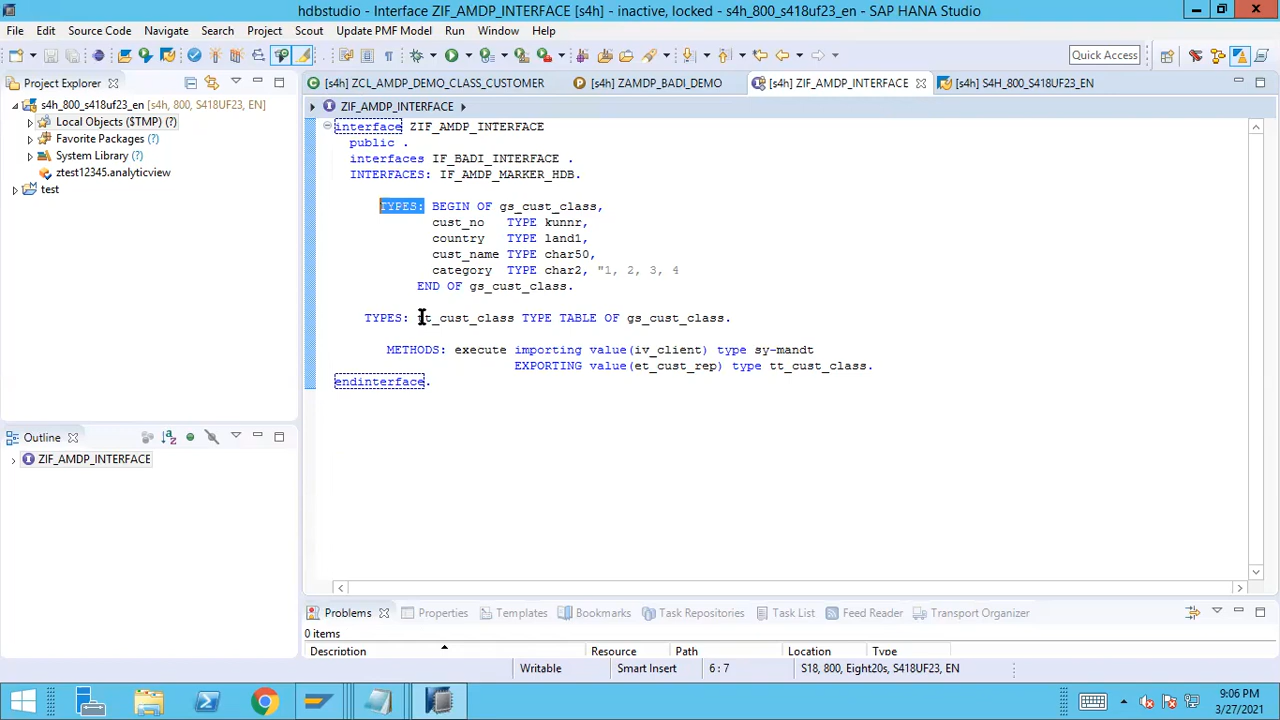 hdbstudio - Interface ZIF_AMDP_INTERFACE [s4h] - inactive, locked - s4h_800_s418uf23_en - SAP HANA Studio
File Edit Source Code Navigate Search Project Scout Update PMF Model Run Window Help
Quick Access
Project Explorer
s4h_800_s418uf23_en [s4h, 800, S418UF23, EN]
Local Objects ($TMP) (?)
Favorite Packages (?)
System Library (?)
ztest12345.analyticview
test
[s4h] ZCL_AMDP_DEMO_CLASS_CUSTOMER
[s4h] ZAMDP_BADI_DEMO
[s4h] ZIF_AMDP_INTERFACE
[s4h] S4H_800_S418UF23_EN
ZIF_AMDP_INTERFACE
interface ZIF_AMDP_INTERFACE
public .
interfaces IF_BADI_INTERFACE .
INTERFACES: IF_AMDP_MARKER_HDB.
TYPES: BEGIN OF gs_cust_class,
cust_no TYPE kunnr,
country TYPE land1,
cust_name TYPE char50,
category TYPE char2, "1, 2, 3, 4
END OF gs_cust_class.
TYPES: tt_cust_class TYPE TABLE OF gs_cust_class.
METHODS: execute importing value(iv_client) type sy-mandt
EXPORTING value(et_cust_rep) type tt_cust_class.
endinterface.
Outline
ZIF_AMDP_INTERFACE
Problems Properties Templates Bookmarks Task Repositories Task List Feed Reader Transport Organizer
0 items
Description Resource Path Location Type
Writable Smart Insert 6 : 7 S18, 800, Eight20s, S418UF23, EN
9:06 PM
3/27/2021